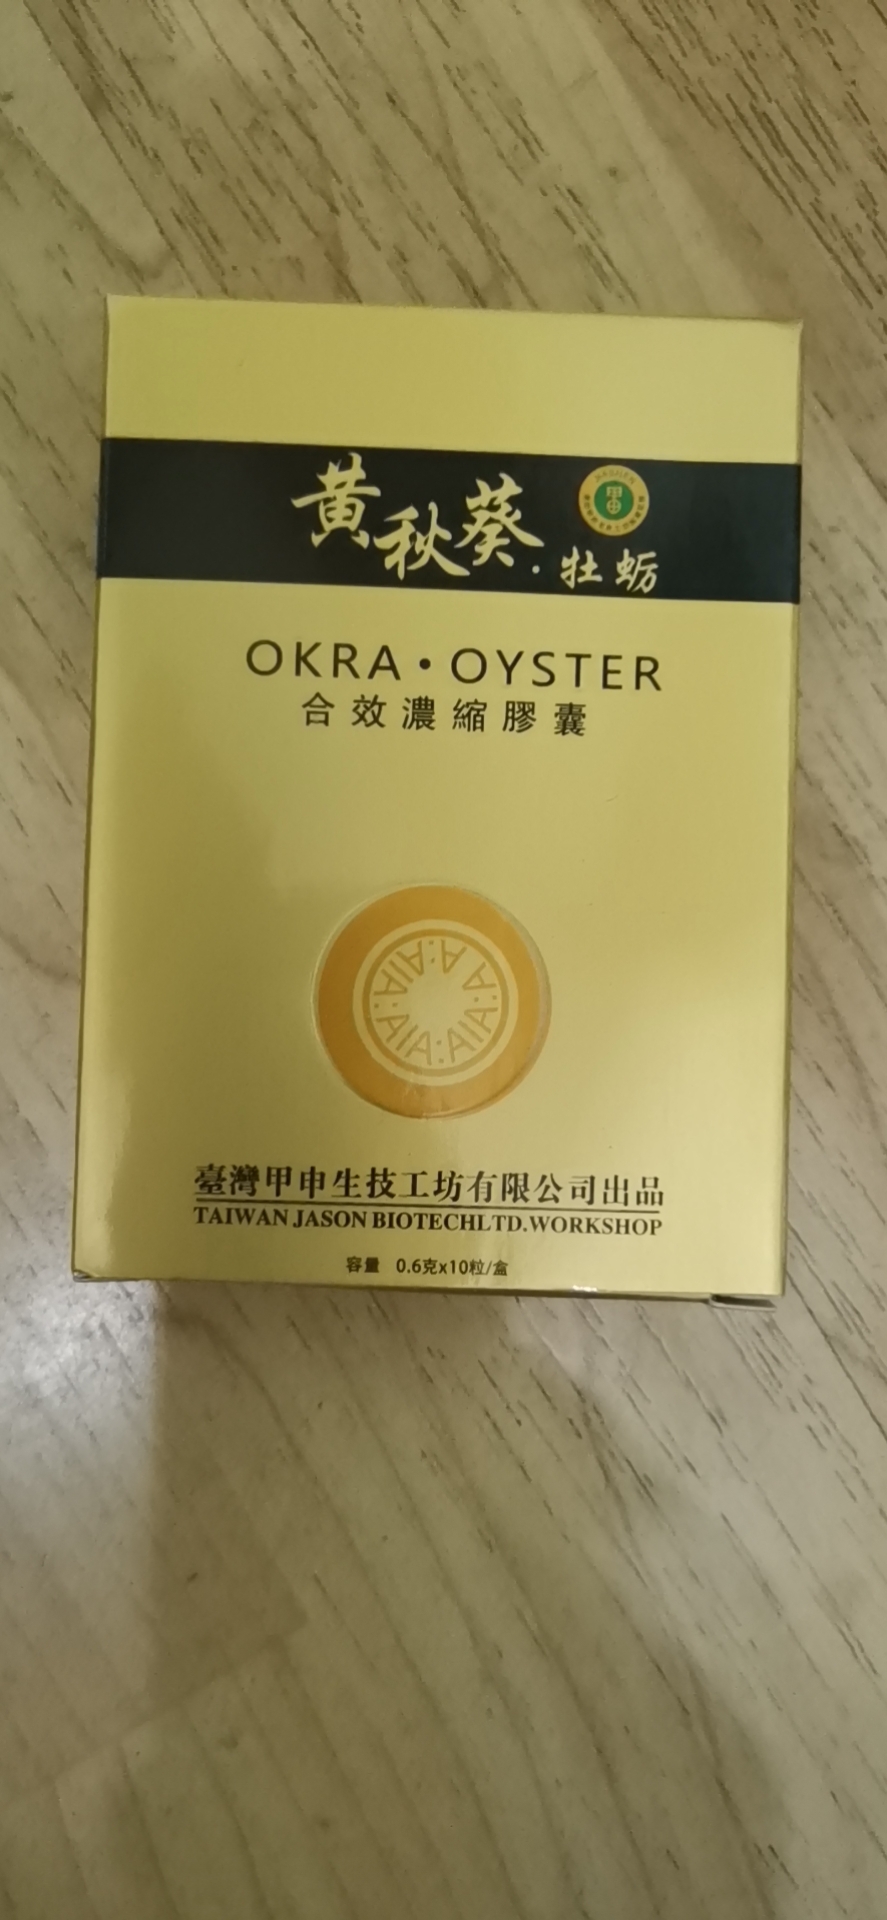 黃秋葵·牡蛎
JIASHEN
OKRA·OYSTER
合效濃縮膠囊
AIA:AIA:A A:AIA:
臺灣甲申生技工坊有限公司出品
TAIWAN JASON BIOTECHLTD.WORKSHOP
容量 0.6克x10粒/盒